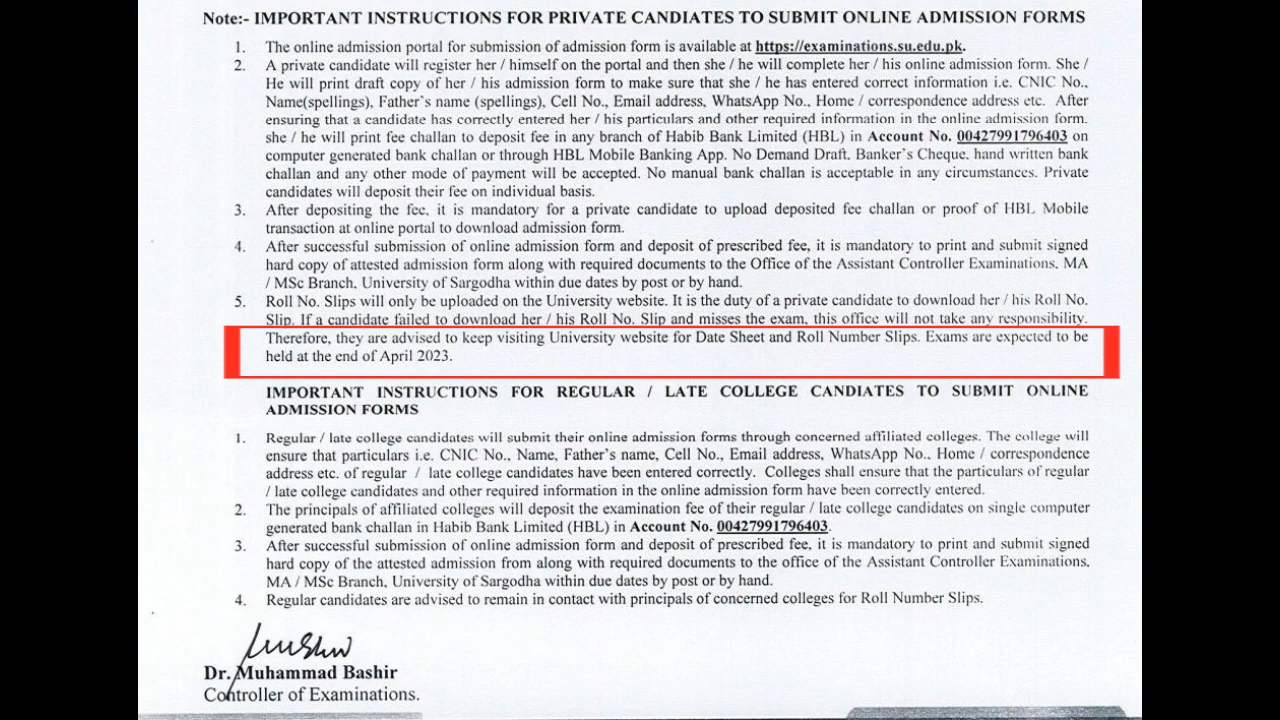 Note:- IMPORTANT INSTRUCTIONS FOR PRIVATE CANDIATES TO SUBMIT ONLINE ADMISSION FORMS
1. The online admission portal for submission of admission form is available at https://examinations.su.edu.pk.
2. A private candidate will register her / himself on the portal and then she / he will complete her / his online admission form. She /
He will print draft copy of her / his admission form to make sure that she / he has entered correct information i.e. CNIC No.,
Name(spellings), Father's name (spellings), Cell No., Email address, WhatsApp No., Home / correspondence address etc. After
ensuring that a candidate has correctly entered her / his particulars and other required information in the online admission form.
she / he will print fee challan to deposit fee in any branch of Habib Bank Limited (HBL) in Account No. 00427991796403 on
computer generated bank challan or through HBL Mobile Banking App. No Demand Draft. Banker's Cheque, hand written bank
challan and any other mode of payment will be accepted. No manual bank challan is acceptable in any circumstances. Private
candidates will deposit their fee on individual basis.
3. After depositing the fee, it is mandatory for a private candidate to upload deposited fee challan or proof of HBL Mobile
transaction at online portal to download admission form.
4. After successful submission of online admission form and deposit of prescribed fee, it is mandatory to print and submit signed
hard copy of attested admission form along with required documents to the Office of the Assistant Controller Examinations, MA
/ MSc Branch, University of Sargodha within due dates by post or by hand.
5. Roll No. Slips will only be uploaded on the University website. It is the duty of a private candidate to download her / his Roll No.
Slip. If a candidate failed to download her / his Roll No. Slip and misses the exam, this office will not take any responsibility.
Therefore, they are advised to keep visiting University website for Date Sheet and Roll Number Slips. Exams are expected to be
held at the end of April 2023.
IMPORTANT INSTRUCTIONS FOR REGULAR / LATE COLLEGE CANDIATES TO SUBMIT ONLINE
ADMISSION FORMS
1. Regular / late college candidates will submit their online admission forms through concerned affiliated colleges. The college will
ensure that particulars i.e. CNIC No., Name, Father's name, Cell No., Email address, WhatsApp No., Home / correspondence
address etc. of regular / late college candidates have been entered correctly. Colleges shall ensure that the particulars of regular
/ late college candidates and other required information in the online admission form have been correctly entered.
2. The principals of affiliated colleges will deposit the examination fee of their regular / late college candidates on single computer
generated bank challan in Habib Bank Limited (HBL) in Account No. 00427991796403.
3. After successful submission of online admission form and deposit of prescribed fee, it is mandatory to print and submit signed
hard copy of the attested admission from along with required documents to the office of the Assistant Controller Examinations,
MA / MSc Branch, University of Sargodha within due dates by post or by hand.
4. Regular candidates are advised to remain in contact with principals of concerned colleges for Roll Number Slips.
Dr. Muhammad Bashir
Controller of Examinations.